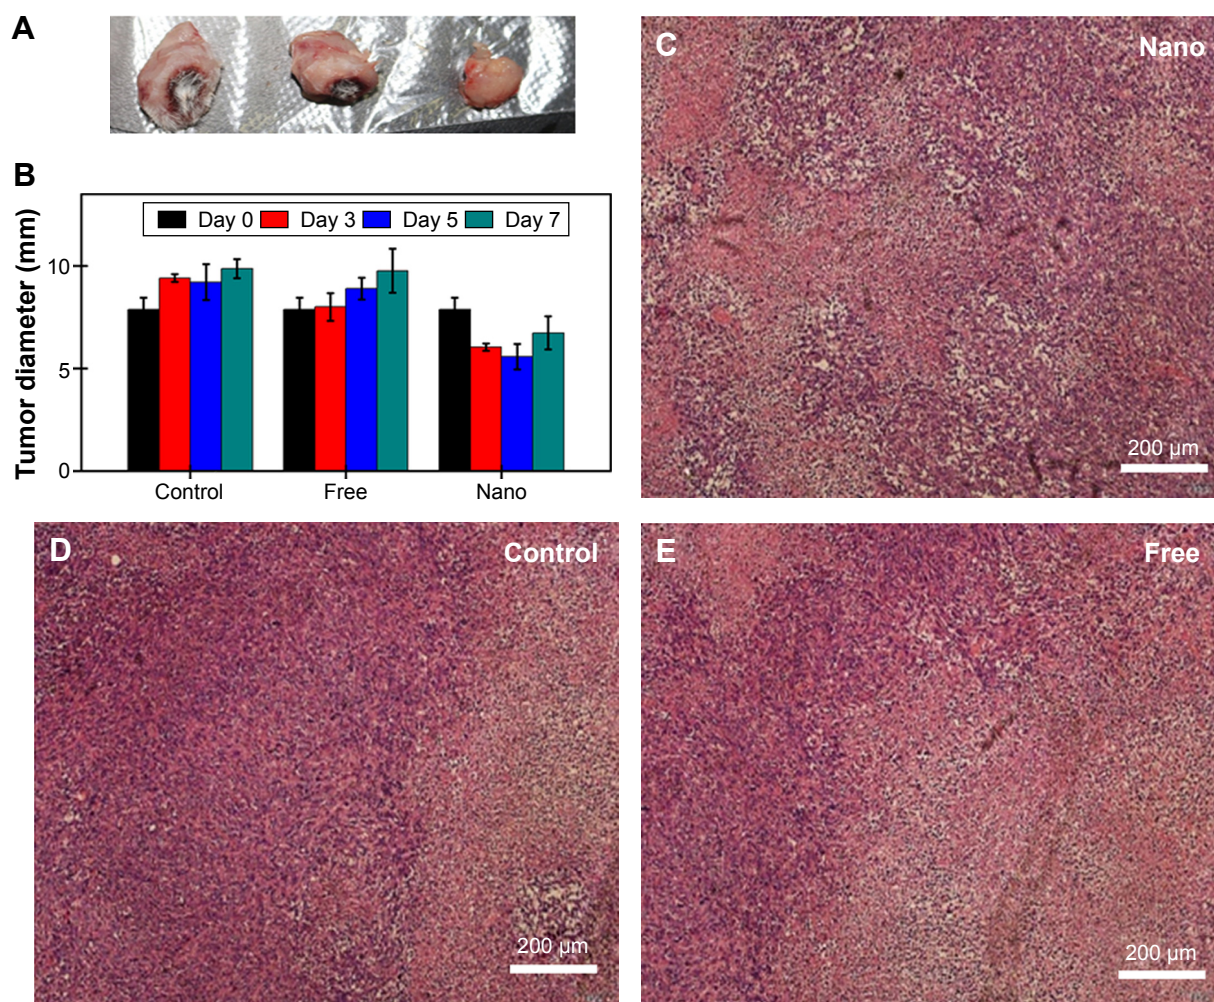 A
B
Tumor diameter (mm)
Day 0 Day 3 Day 5 Day 7
10
5
0
Control Free Nano
C Nano
200 µm
D Control
200 µm
E Free
200 µm